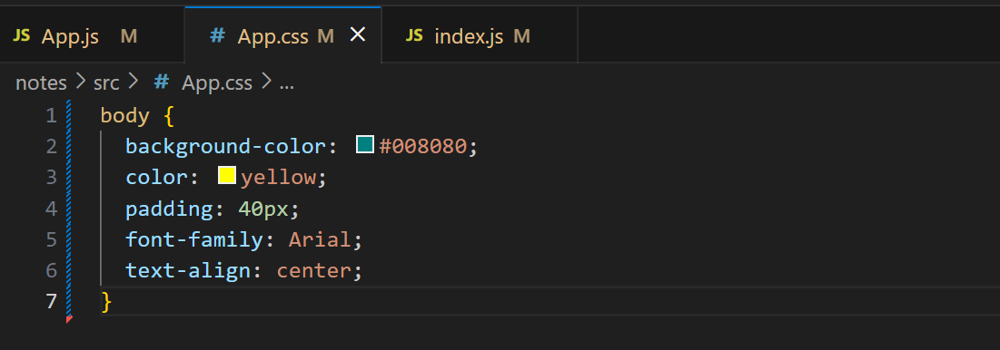 JS App.js M # App.css M × JS index.js M
notes > src > # App.css > ...
1 body {
2 background-color: #008080;
3 color: yellow;
4 padding: 40px;
5 font-family: Arial;
6 text-align: center;
7 }